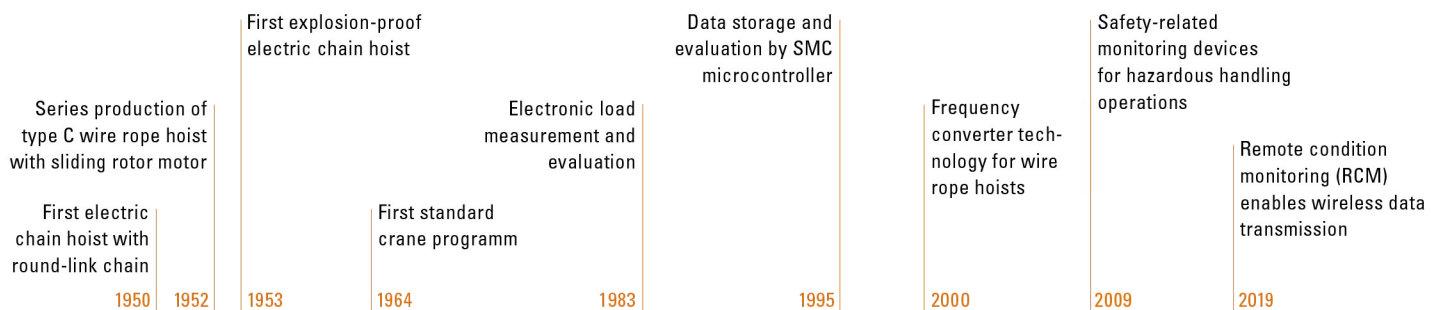 First electric
chain hoist with
round-link chain
1950
Series production of
type C wire rope hoist
with sliding rotor motor
1952
First explosion-proof
electric chain hoist
1953
First standard
crane programm
1964
Electronic load
measurement and
evaluation
1983
Data storage and
evaluation by SMC
microcontroller
1995
Frequency
converter tech-
nology for wire
rope hoists
2000
Safety-related
monitoring devices
for hazardous handling
operations
2009
Remote condition
monitoring (RCM)
enables wireless data
transmission
2019